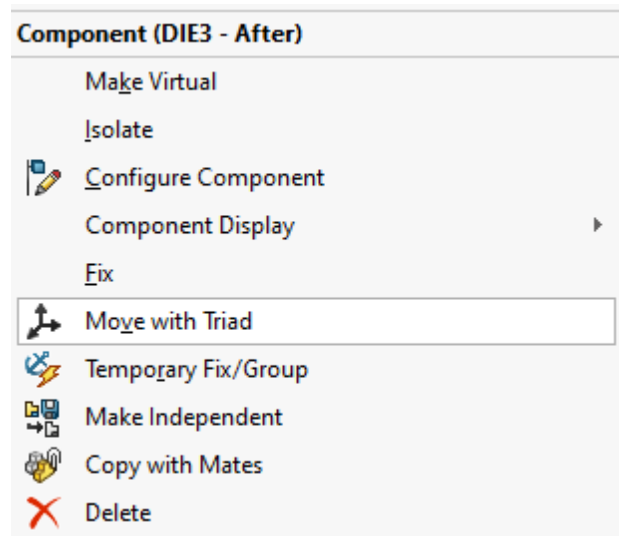 Component (DIE3 - After)
Make Virtual
Isolate
Configure Component
Component Display
Fix
Move with Triad
Temporary Fix/Group
Make Independent
Copy with Mates
Delete